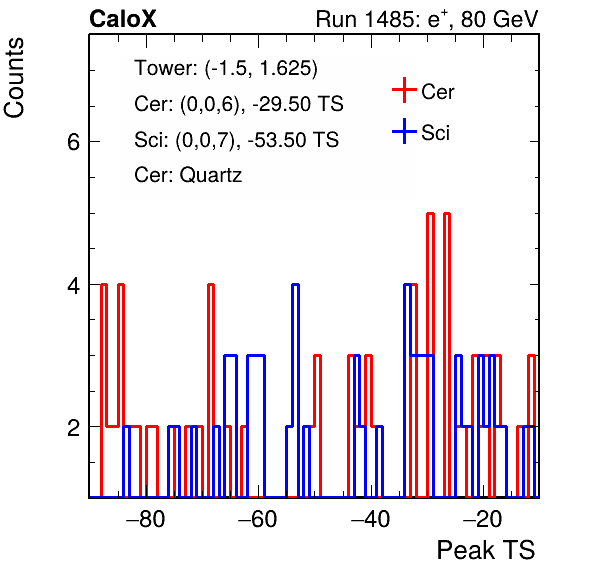 CaloX Run 1485: e⁺, 80 GeV
Counts
Tower: (-1.5, 1.625)
Cer: (0,0,6), -29.50 TS
Sci: (0,0,7), -53.50 TS
Cer: Quartz
Cer
Sci
6
4
2
−80 −60 −40 −20
Peak TS